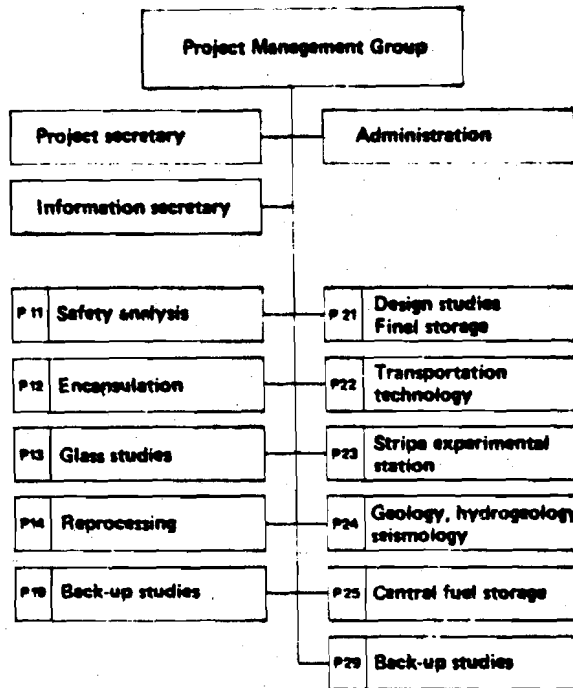 Project Management Group
Project secretary
Administration
Information secretary
P 11 Safety analysis
P 21 Design studies
Final storage
P12 Encapsulation
P22 Transportation
technology
P13 Glass studies
P23 Stripa experimental
station
P14 Reprocessing
P24 Geology, hydrogeology
seismology
P19 Back-up studies
P25 Central fuel storage
P29 Back-up studies